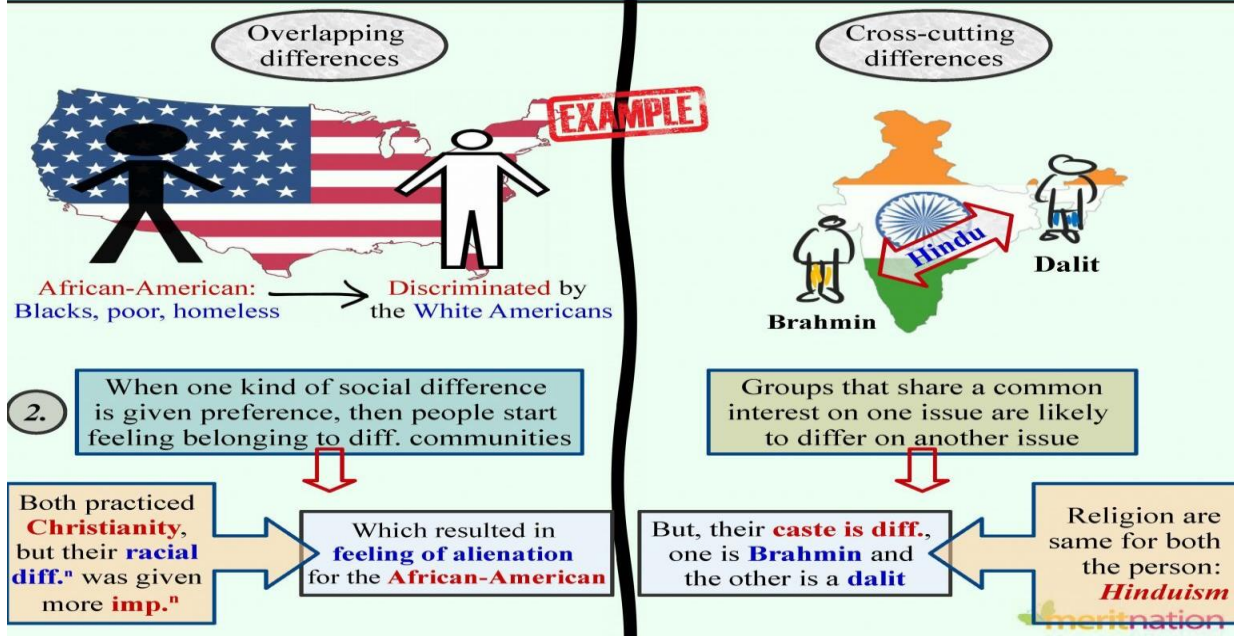 Overlapping
differences
Cross-cutting
differences
EXAMPLE
African-American:
Blacks, poor, homeless
Discriminated by
the White Americans
Hindu
Brahmin
Dalit
2.
When one kind of social difference
is given preference, then people start
feeling belonging to diff. communities
Groups that share a common
interest on one issue are likely
to differ on another issue
Both practiced
Christianity,
but their racial
diff.ⁿ was given
more imp.ⁿ
Which resulted in
feeling of alienation
for the African-American
But, their caste is diff.,
one is Brahmin and
the other is a dalit
Religion are
same for both
the person:
Hinduism
meritnation